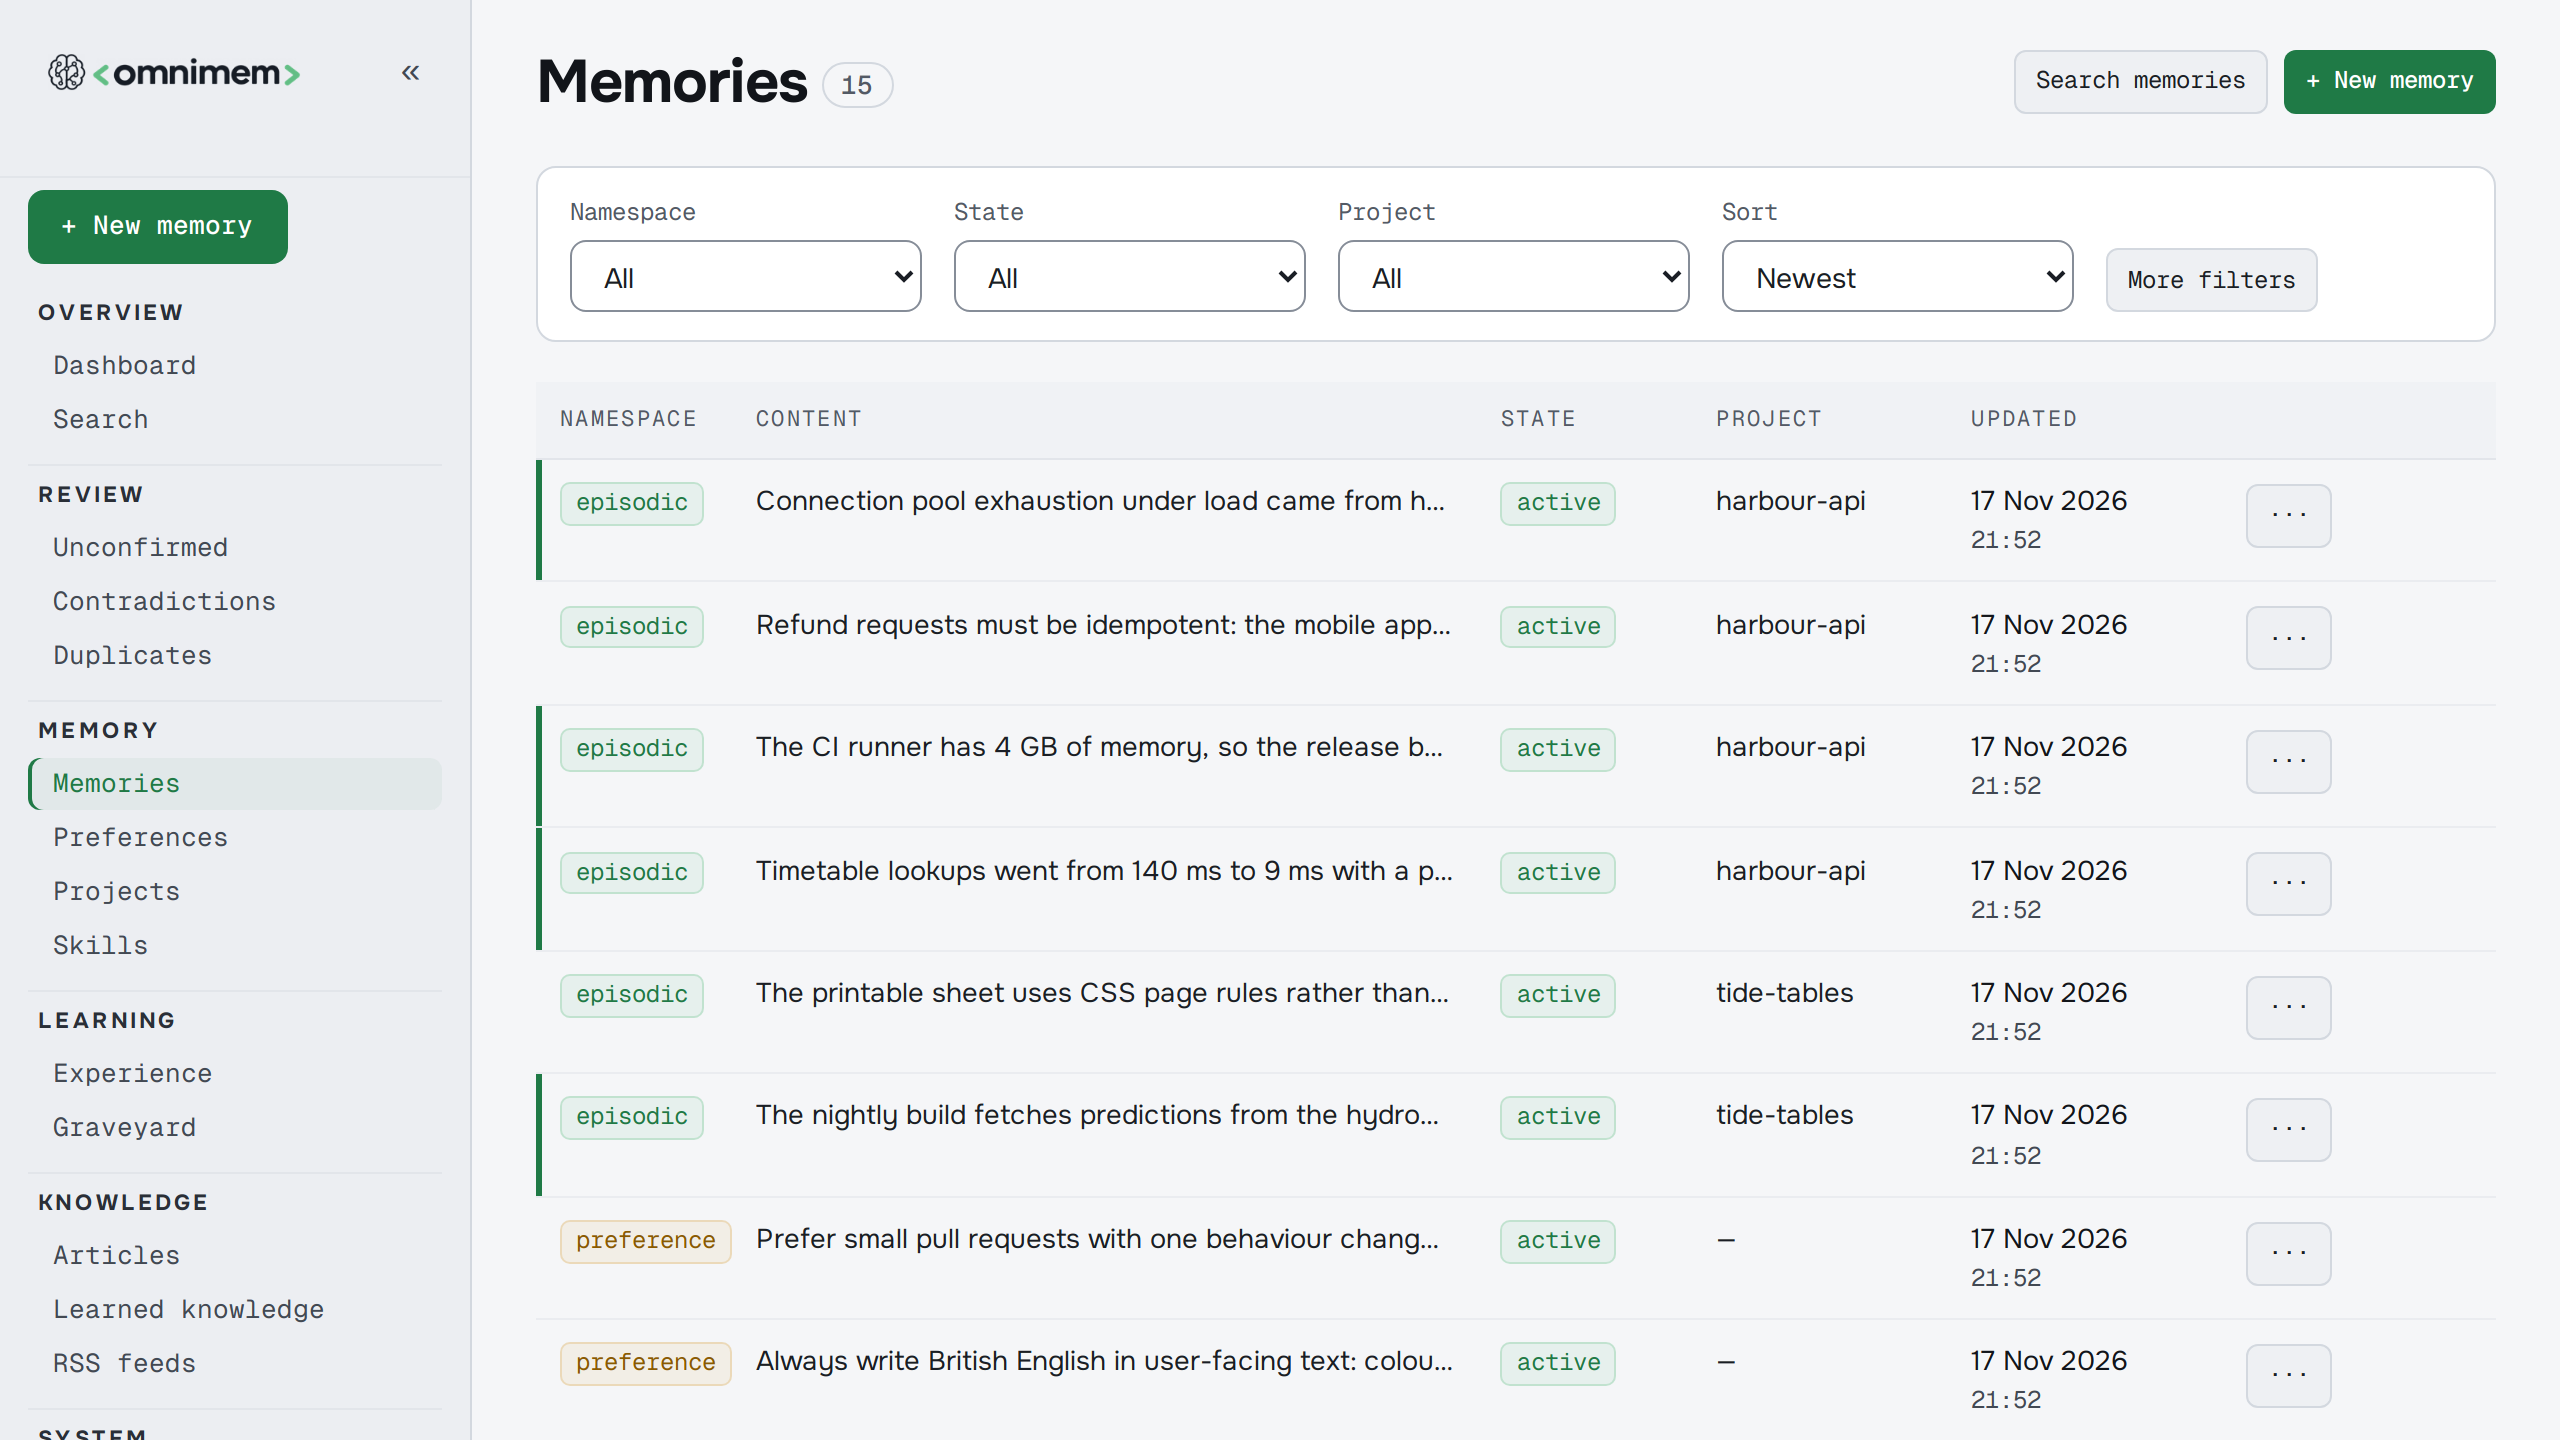 <omnimem>
«
+ New memory
OVERVIEW
Dashboard
Search
REVIEW
Unconfirmed
Contradictions
Duplicates
MEMORY
Memories
Preferences
Projects
Skills
LEARNING
Experience
Graveyard
KNOWLEDGE
Articles
Learned knowledge
RSS feeds
SYSTEM
Memories 15
Search memories
+ New memory
Namespace State Project Sort
All All All Newest More filters
NAMESPACE CONTENT STATE PROJECT UPDATED
episodic Connection pool exhaustion under load came from h... active harbour-api 17 Nov 2026 ...
21:52
episodic Refund requests must be idempotent: the mobile app... active harbour-api 17 Nov 2026 ...
21:52
episodic The CI runner has 4 GB of memory, so the release b... active harbour-api 17 Nov 2026 ...
21:52
episodic Timetable lookups went from 140 ms to 9 ms with a p... active harbour-api 17 Nov 2026 ...
21:52
episodic The printable sheet uses CSS page rules rather than... active tide-tables 17 Nov 2026 ...
21:52
episodic The nightly build fetches predictions from the hydro... active tide-tables 17 Nov 2026 ...
21:52
preference Prefer small pull requests with one behaviour chang... active – 17 Nov 2026 ...
21:52
preference Always write British English in user-facing text: colou... active – 17 Nov 2026 ...
21:52